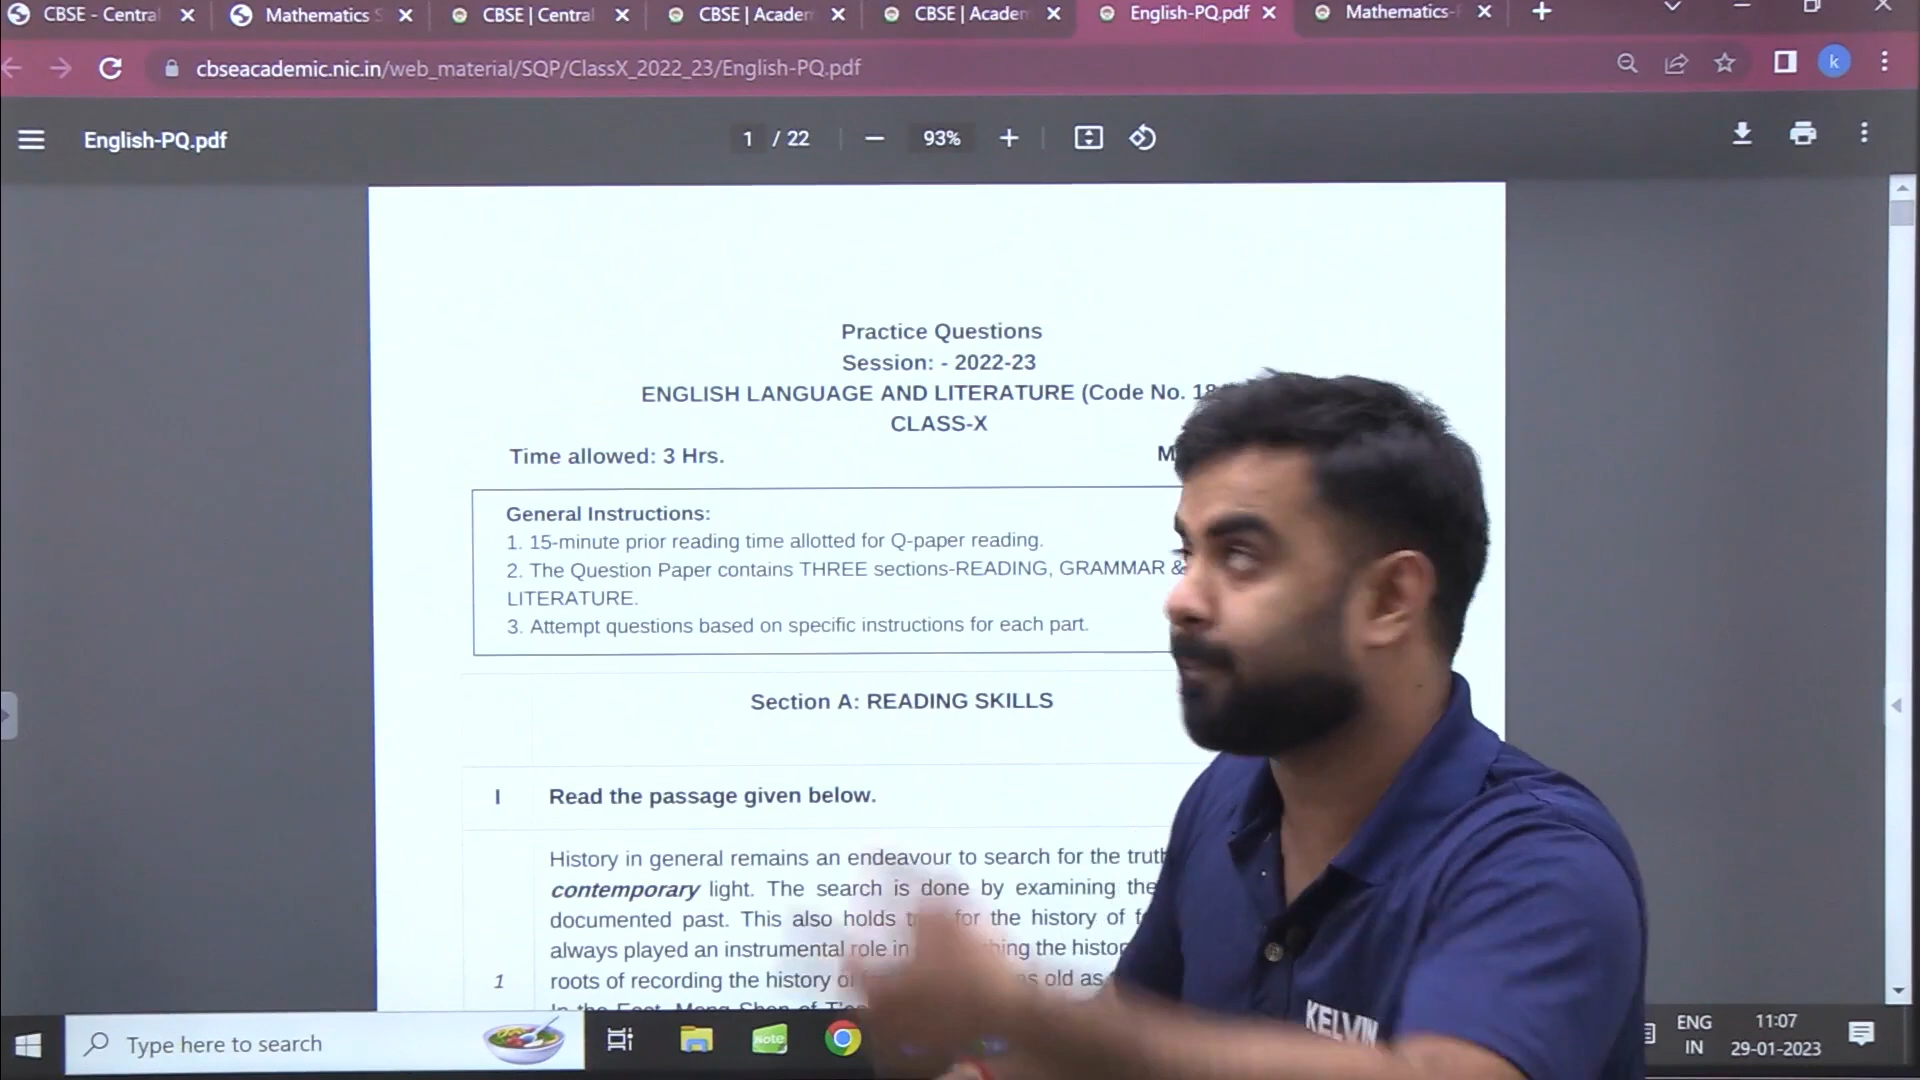 CBSE - Central
Mathematics S
CBSE | Central
CBSE | Academ
CBSE | Academ
English-PQ.pdf
Mathematics-
cbseacademic.nic.in/web_material/SQP/ClassX_2022_23/English-PQ.pdf
k
English-PQ.pdf
1 / 22
93%
Practice Questions
Session: - 2022-23
ENGLISH LANGUAGE AND LITERATURE (Code No. 18
CLASS-X
Time allowed: 3 Hrs.
M
General Instructions:
1. 15-minute prior reading time allotted for Q-paper reading.
2. The Question Paper contains THREE sections-READING, GRAMMAR &
LITERATURE.
3. Attempt questions based on specific instructions for each part.
Section A: READING SKILLS
I Read the passage given below.
History in general remains an endeavour to search for the truth
contemporary light. The search is done by examining the
documented past. This also holds for the history of
always played an instrumental role in the
1 roots of recording the history as old as
Type here to search
Note
KELVIN
ENG
IN
11:07
29-01-2023